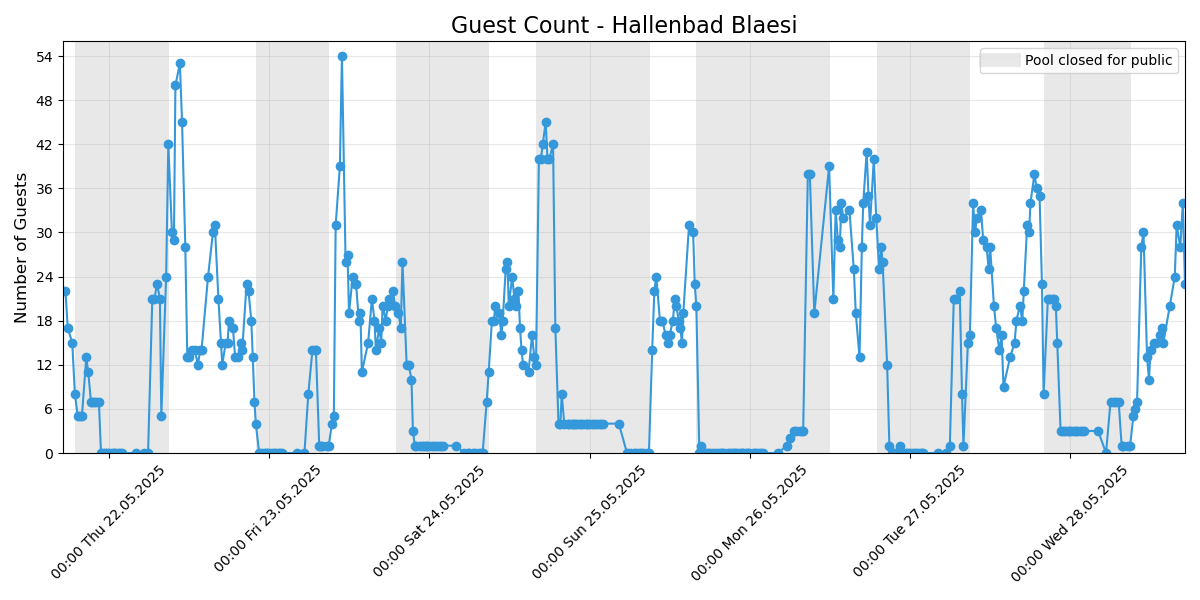 Guest Count - Hallenbad Blaesi
Pool closed for public
Number of Guests
54
48
42
36
30
24
18
12
6
0
00:00 Thu 22.05.2025
00:00 Fri 23.05.2025
00:00 Sat 24.05.2025
00:00 Sun 25.05.2025
00:00 Mon 26.05.2025
00:00 Tue 27.05.2025
00:00 Wed 28.05.2025